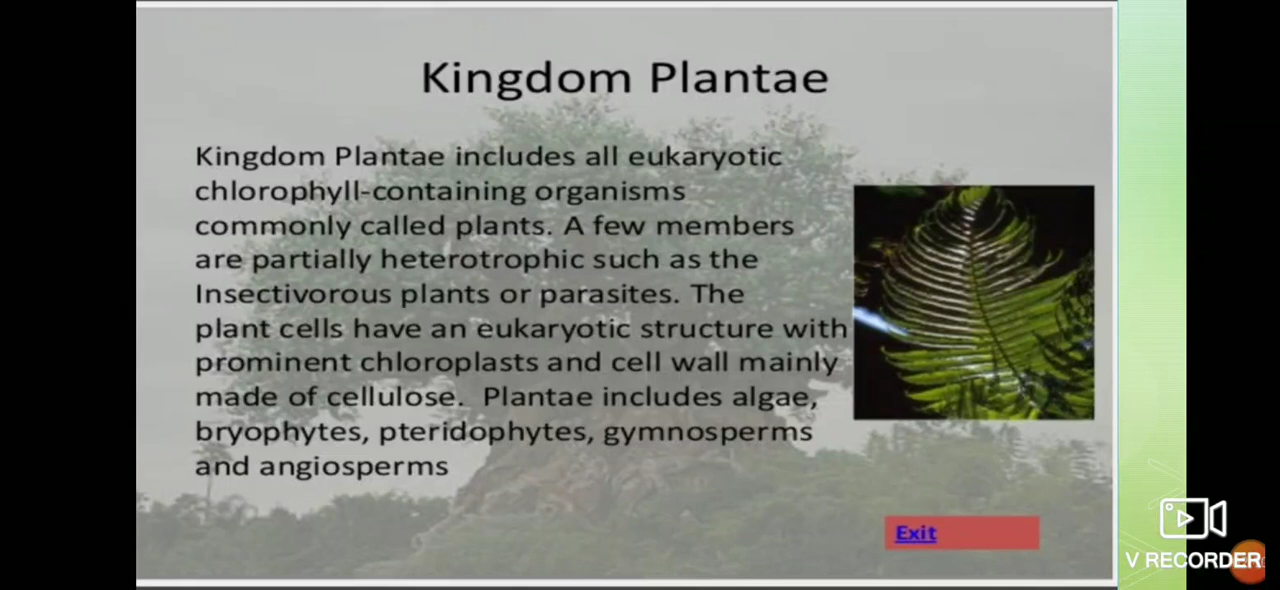 Kingdom Plantae
Kingdom Plantae includes all eukaryotic
chlorophyll-containing organisms
commonly called plants. A few members
are partially heterotrophic such as the
Insectivorous plants or parasites. The
plant cells have an eukaryotic structure with
prominent chloroplasts and cell wall mainly
made of cellulose.  Plantae includes algae,
bryophytes, pteridophytes, gymnosperms
and angiosperms
Exit
V RECORDER